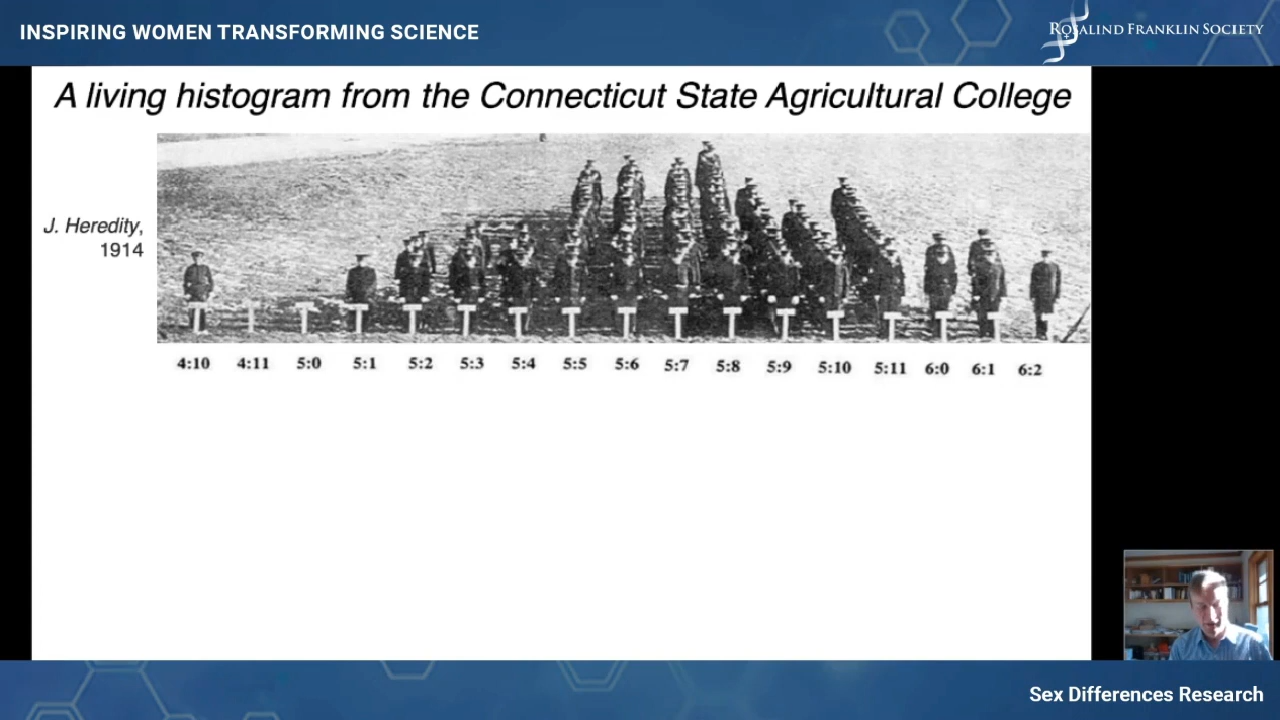 INSPIRING WOMEN TRANSFORMING SCIENCE
ROSALIND FRANKLIN SOCIETY
A living histogram from the Connecticut State Agricultural College
J. Heredity,
1914
4:10 4:11 5:0 5:1 5:2 5:3 5:4 5:5 5:6 5:7 5:8 5:9 5:10 5:11 6:0 6:1 6:2
Sex Differences Research